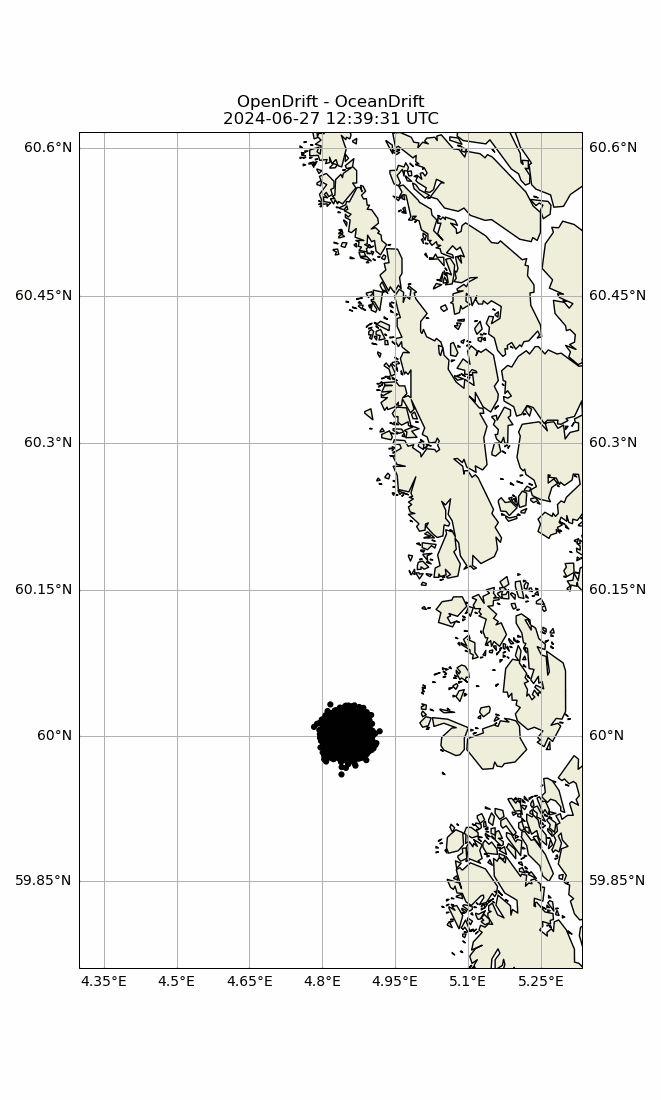 OpenDrift - OceanDrift
2024-06-27 12:39:31 UTC
60.6°N 60.6°N
60.45°N 60.45°N
60.3°N 60.3°N
60.15°N 60.15°N
60°N 60°N
59.85°N 59.85°N
4.35°E 4.5°E 4.65°E 4.8°E 4.95°E 5.1°E 5.25°E